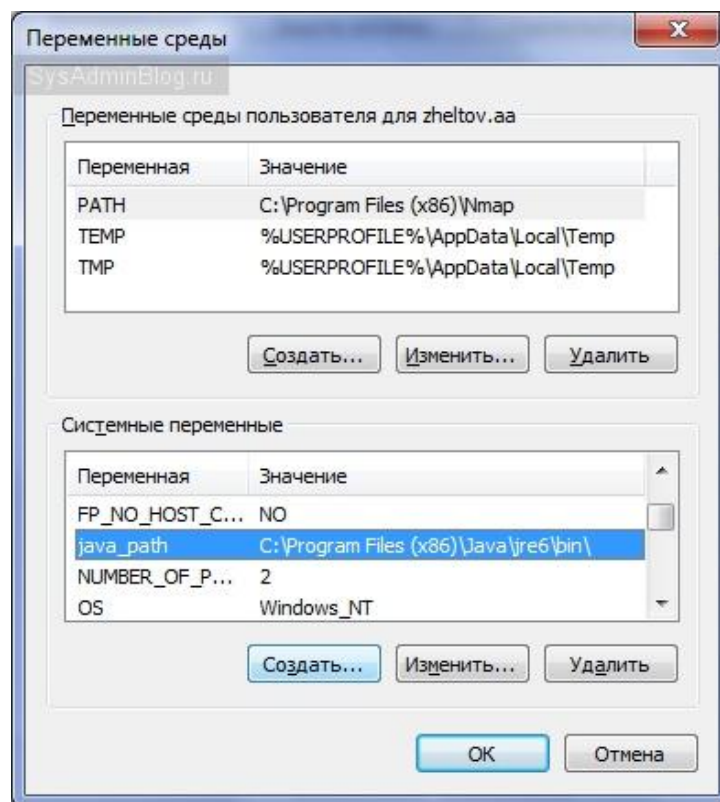 Переменные среды
SysAdminBlog.ru
Переменные среды пользователя для zheltov.aa
Переменная Значение
PATH C:\Program Files (x86)\Nmap
TEMP %USERPROFILE%\AppData\Local\Temp
TMP %USERPROFILE%\AppData\Local\Temp
Создать... Изменить... Удалить
Системные переменные
Переменная Значение
FP_NO_HOST_C... NO
java_path C:\Program Files (x86)\Java\jre6\bin\
NUMBER_OF_P... 2
OS Windows_NT
Создать... Изменить... Удалить
OK Отмена